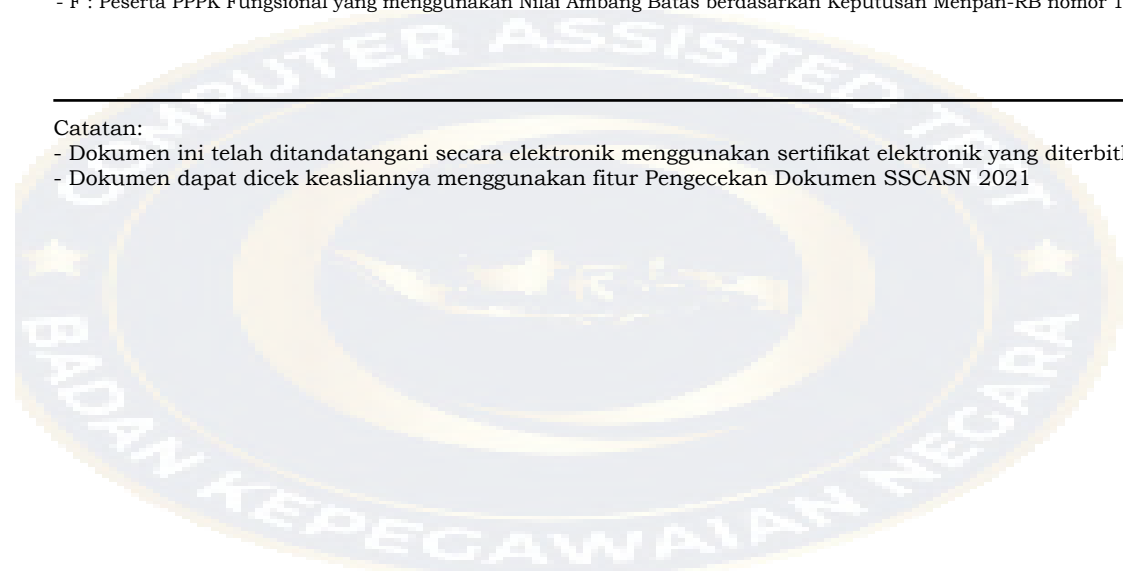 - F : Peserta PPPK Fungsional yang menggunakan Nilai Ambang Batas berdasarkan Keputusan Menpan-RB nomor 1
Catatan:
- Dokumen ini telah ditandatangani secara elektronik menggunakan sertifikat elektronik yang
- Dokumen dapat dicek keasliannya menggunakan fitur Pengecekan Dokumen SSCASN 2021
COMPUTER ASSISTED TEST
BADAN KEPEGAWAIAN NEGARA